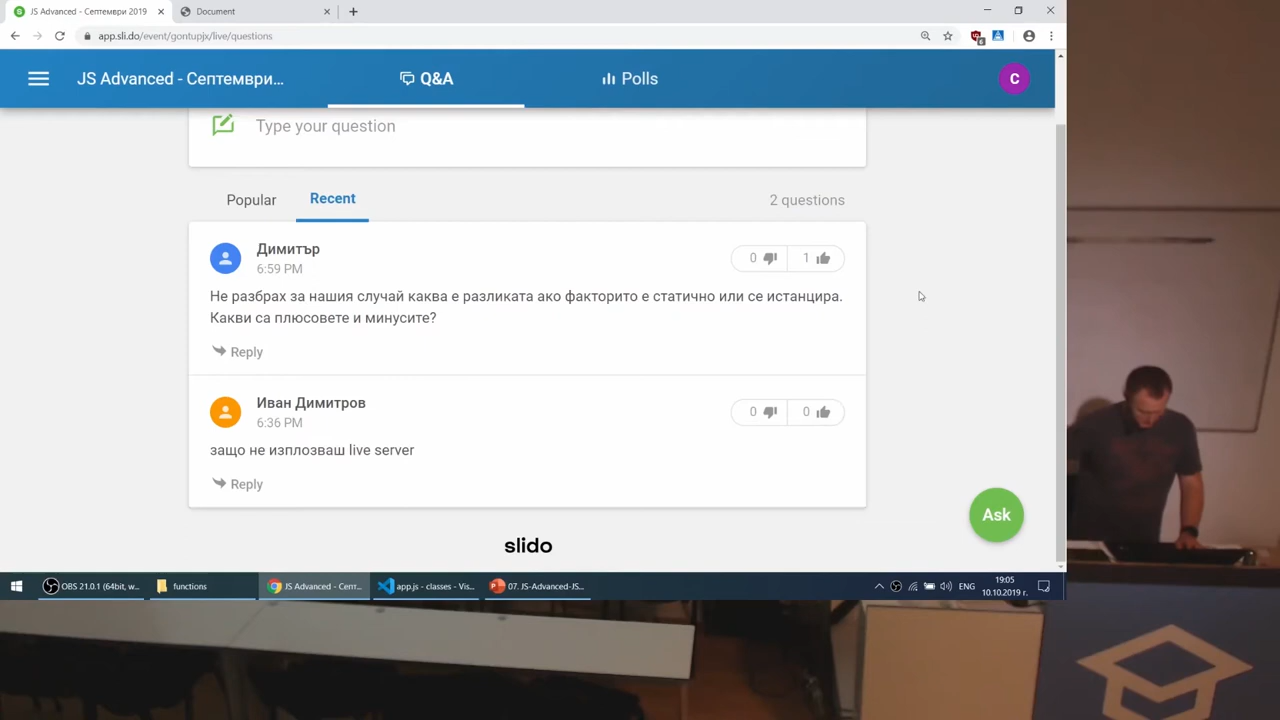 JS Advanced - Септември 2019
Document
app.sli.do/event/gontupjx/live/questions
JS Advanced - Септември...
Q&A
Polls
C
Type your question
Popular
Recent
2 questions
Димитър
6:59 PM
0
1
Не разбрах за нашия случай каква е разликата ако факторито е статично или се истанцира.
Какви са плюсовете и минусите?
Reply
Иван Димитров
6:36 PM
0
0
защо не изплозваш live server
Reply
Ask
slido
OBS 21.0.1 (64bit, w...
functions
JS Advanced - Септ...
app.js - classes - Vis...
07. JS-Advanced-JS...
ENG
19:05
10.10.2019 г.